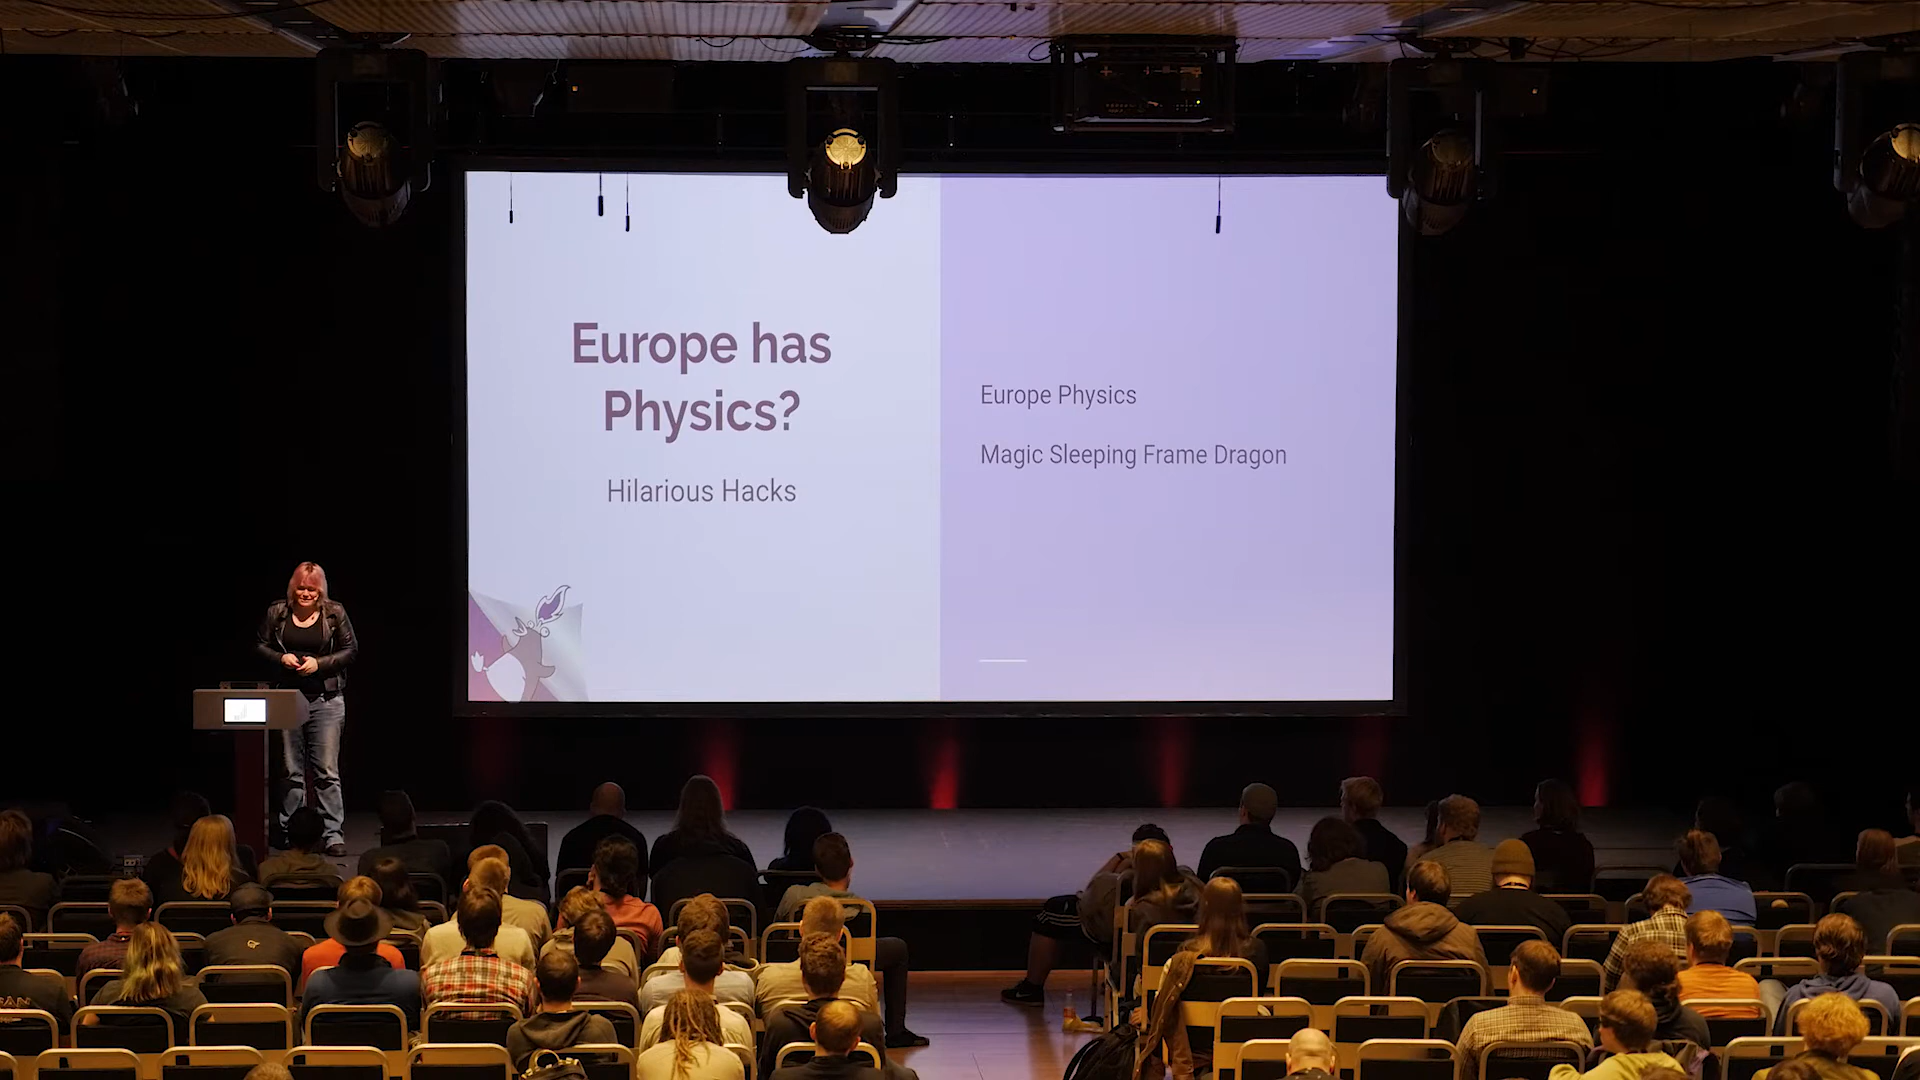 Europe has
Physics?
Hilarious Hacks
Europe Physics
Magic Sleeping Frame Dragon